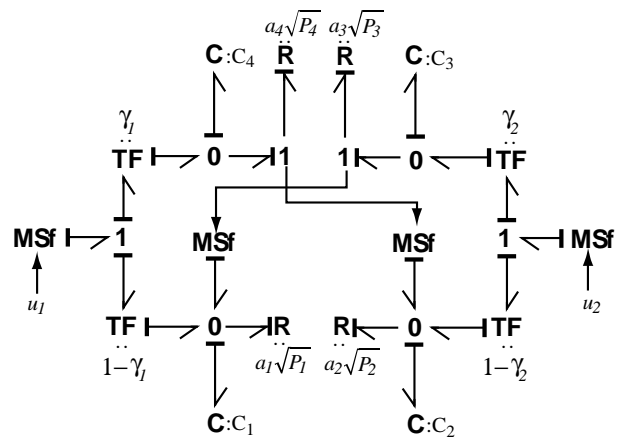 a₄√P₄ a₃√P₃
C:C₄ R R C:C₃
γ₁ γ₂
TF 0 1 1 0 TF
MSf 1 MSf MSf 1 MSf
u₁ u₂
TF 0 R R 0 TF
1−γ₁ a₁√P₁ a₂√P₂ 1−γ₂
C:C₁ C:C₂